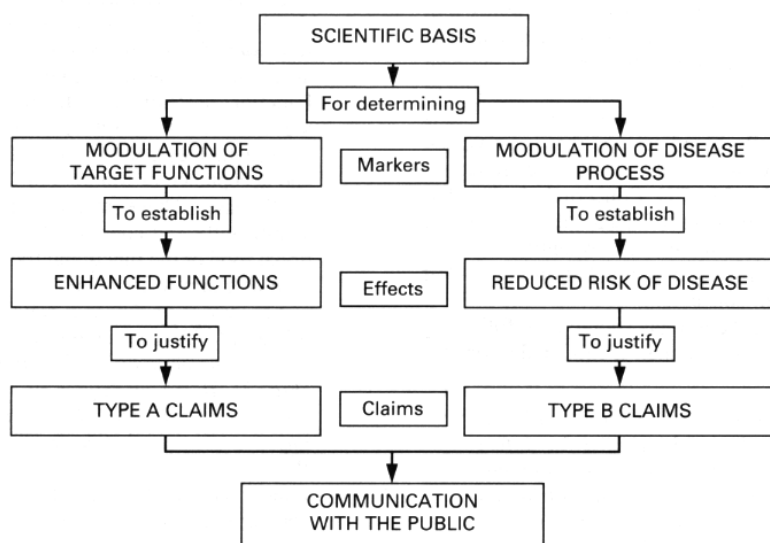 SCIENTIFIC BASIS
For determining
MODULATION OF
TARGET FUNCTIONS
Markers
MODULATION OF DISEASE
PROCESS
To establish
To establish
ENHANCED FUNCTIONS
Effects
REDUCED RISK OF DISEASE
To justify
To justify
TYPE A CLAIMS
Claims
TYPE B CLAIMS
COMMUNICATION
WITH THE PUBLIC